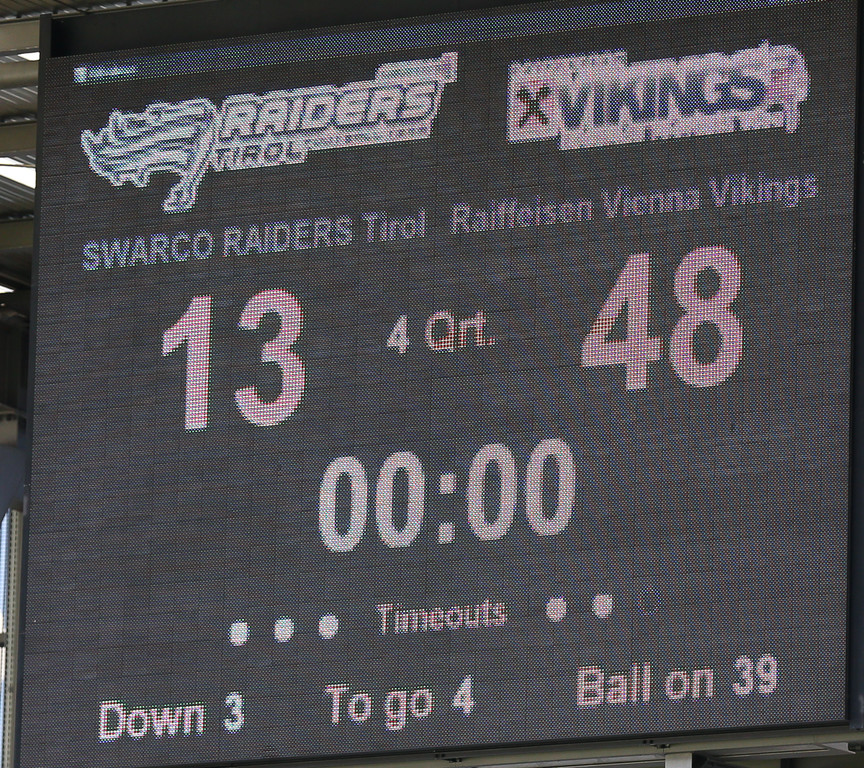 RAIDERS
TIROL
VIKINGS
SWARCO RAIDERS Tirol Raiffeisen Vienna Vikings
13 4 Qrt. 48
00:00
Timeouts
Down 3 To go 4 Ball on 39